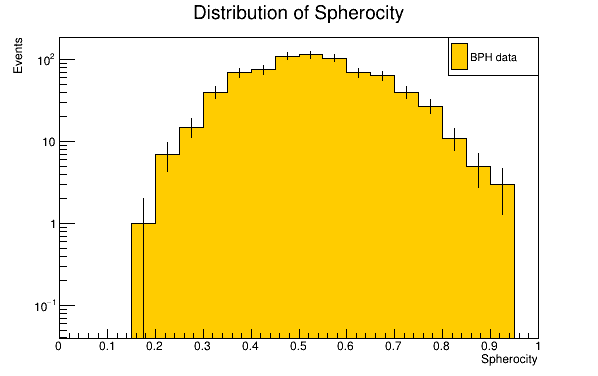 Distribution of Spherocity
Events
BPH data
10²
10
1
10⁻¹
0 0.1 0.2 0.3 0.4 0.5 0.6 0.7 0.8 0.9 1
Spherocity